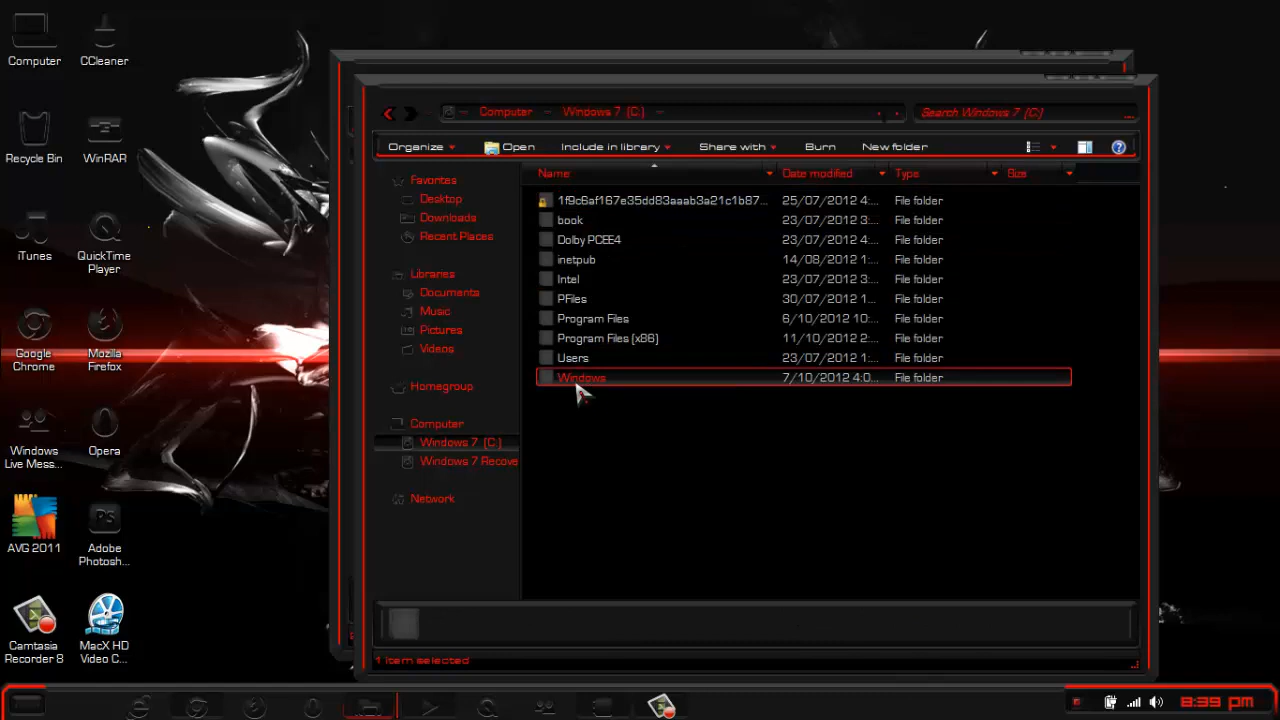 Computer
CCleaner
Recycle Bin
WinRAR
iTunes
QuickTime
Player
Google
Chrome
Mozilla
Firefox
Windows
Live Mess...
Opera
AVG 2011
Adobe
Photosh...
Camtasia
Recorder 8
MacX HD
Video C...
Computer
Windows 7 (C:)
Search Windows 7 (C:)
Organize
Open
Include in library
Share with
Burn
New folder
Favorites
Desktop
Downloads
Recent Places
Libraries
Documents
Music
Pictures
Videos
Homegroup
Computer
Windows 7 (C:)
Windows 7 Recove
Network
Name Date modified Type Size
1f9c6af167e35dd83aaab3a21c1b87... 25/07/2012 4:... File folder
book 23/07/2012 3:... File folder
Dolby PCEE4 23/07/2012 4:... File folder
inetpub 14/08/2012 1:... File folder
Intel 23/07/2012 3:... File folder
PFiles 30/07/2012 1:... File folder
Program Files 6/10/2012 10:... File folder
Program Files (x86) 11/10/2012 2:... File folder
Users 23/07/2012 1:... File folder
Windows 7/10/2012 4:0... File folder
1 item selected
8:39 pm